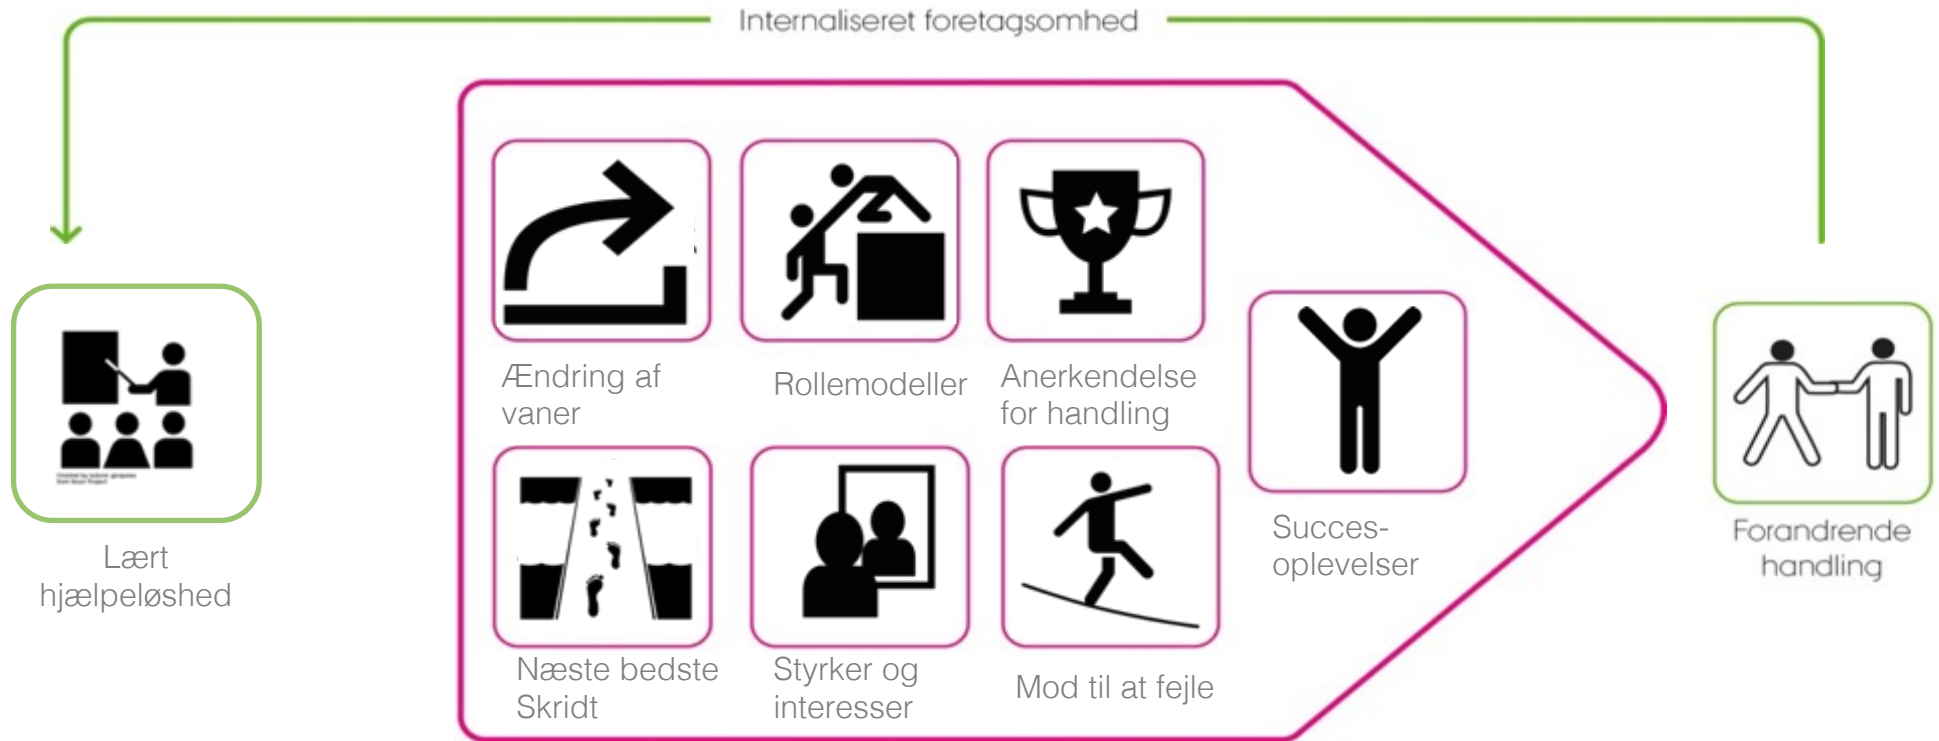 Internaliseret foretagsomhed
Ændring af
vaner
Rollemodeller
Anerkendelse
for handling
Succes-
oplevelser
Næste bedste
Skridt
Styrker og
interesser
Mod til at fejle
Lært
hjælpeløshed
Forandrende
handling